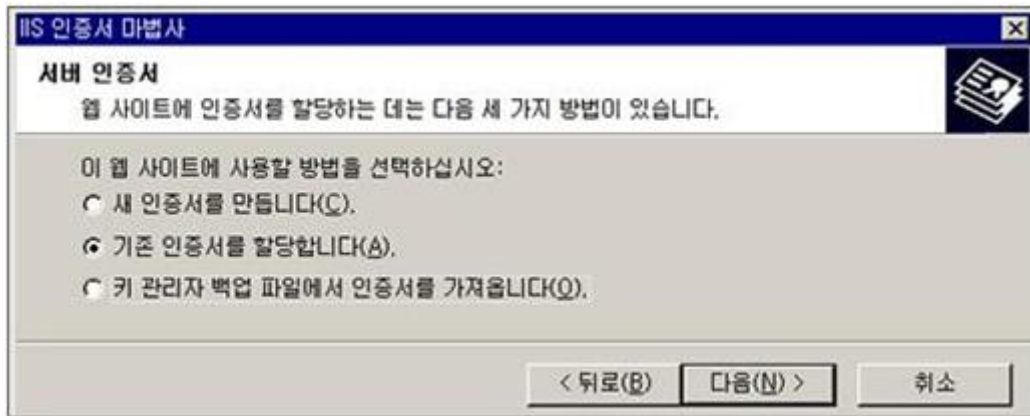 IIS 인증서 마법사
서버 인증서
웹 사이트에 인증서를 할당하는 데는 다음 세 가지 방법이 있습니다.
이 웹 사이트에 사용할 방법을 선택하십시오:
새 인증서를 만듭니다(C).
기존 인증서를 할당합니다(A).
키 관리자 백업 파일에서 인증서를 가져옵니다(O).
< 뒤로(B) 다음(N) > 취소